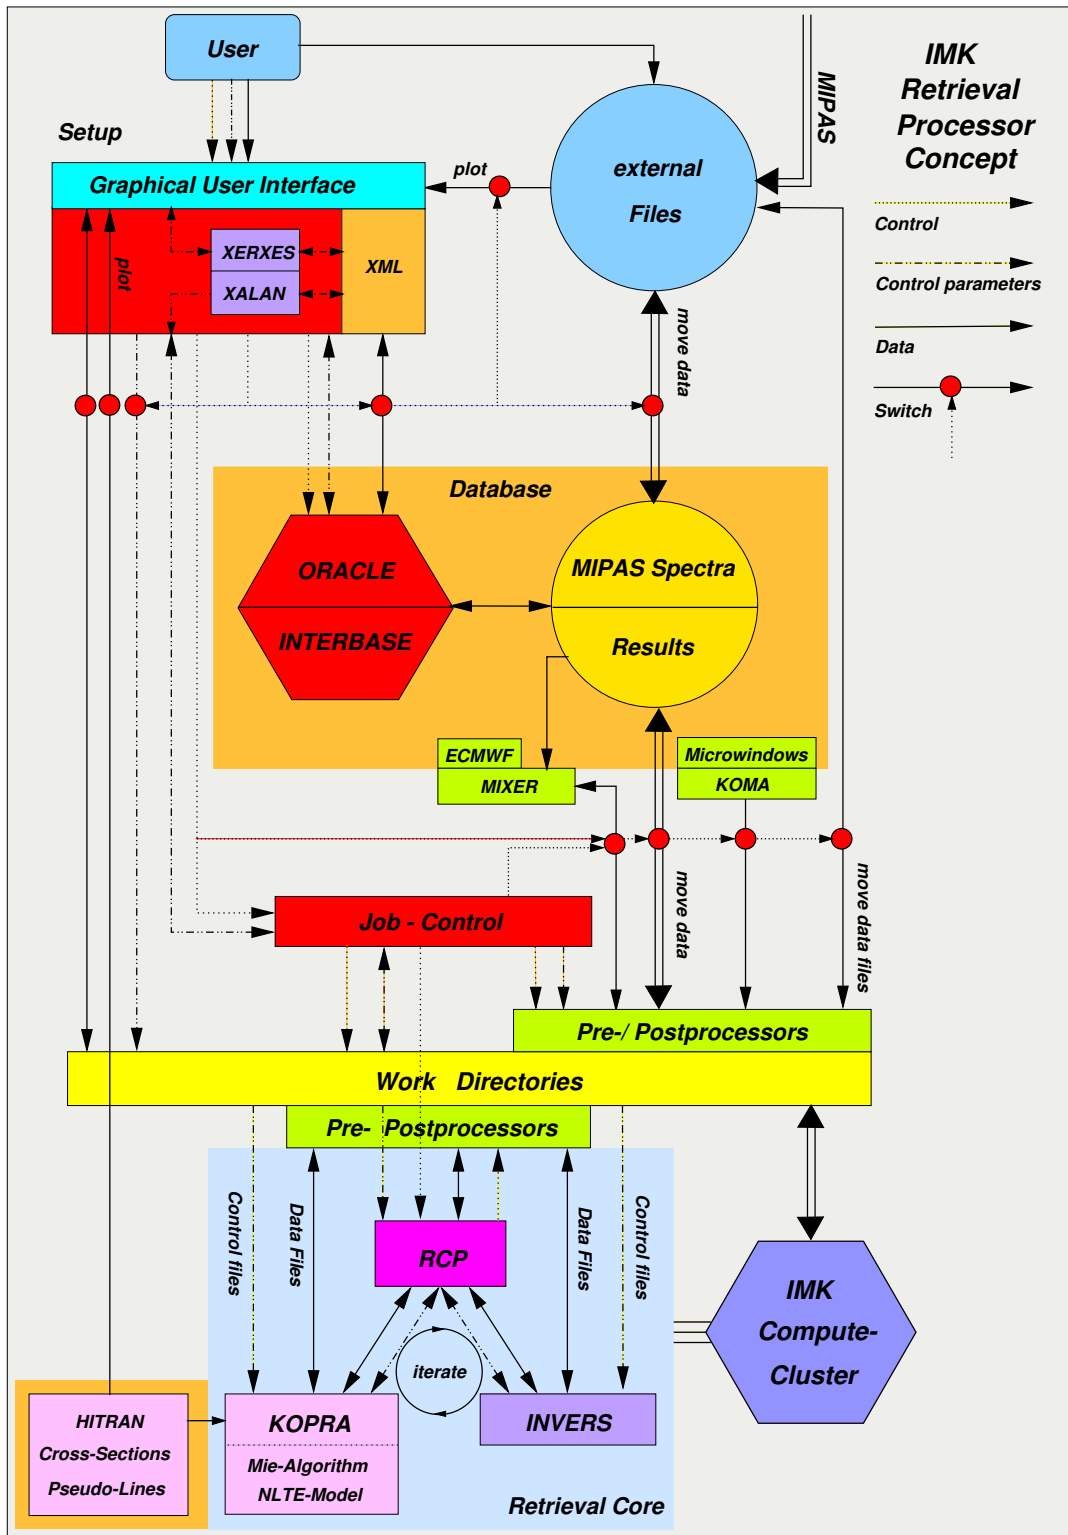 User
MIPAS
IMK
Retrieval
Processor
Concept
Setup
Graphical User Interface
plot
external
Files
Control
XERXES
XALAN
XML
plot
Control parameters
move data
Data
Switch
Database
ORACLE
INTERBASE
MIPAS Spectra
Results
ECMWF
MIXER
Microwindows
KOMA
move data
move data files
Job - Control
Pre-/ Postprocessors
Work Directories
Pre- Postprocessors
Control files
Data Files
RCP
Data Files
Control files
IMK
Compute-
Cluster
iterate
HITRAN
Cross-Sections
Pseudo-Lines
KOPRA
Mie-Algorithm
NLTE-Model
INVERS
Retrieval Core